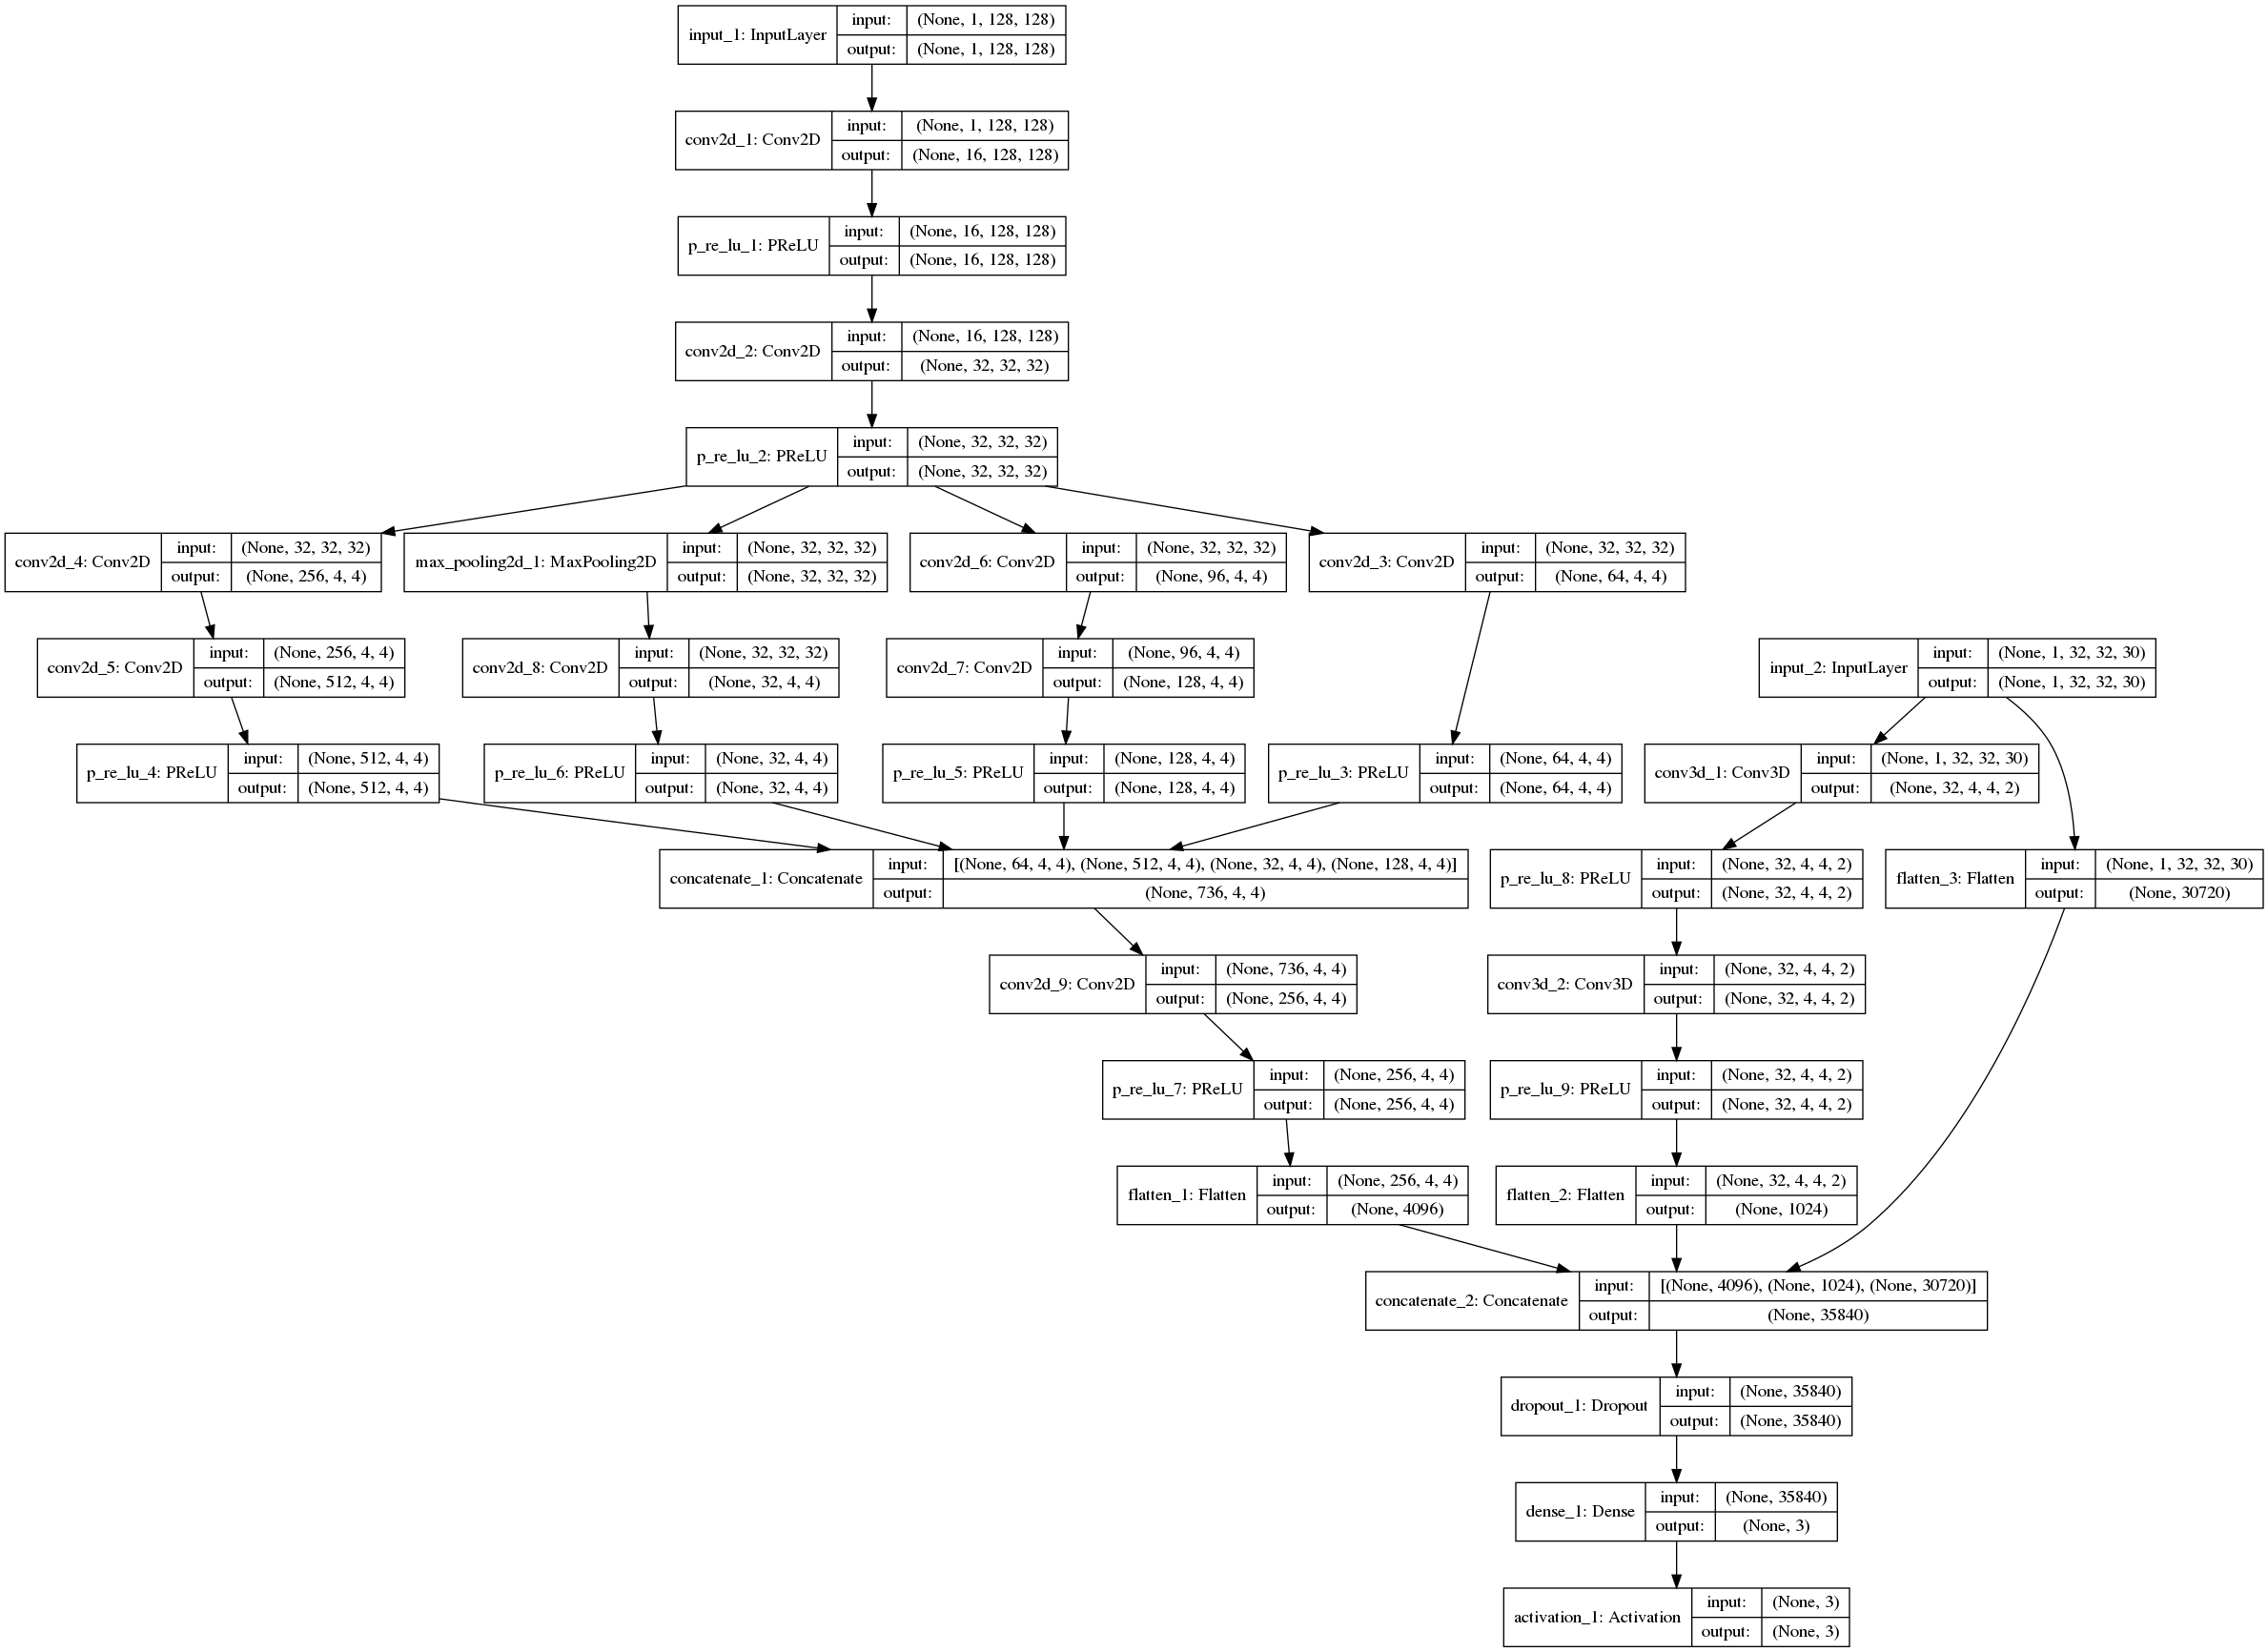 input_1: InputLayer
input: (None, 1, 128, 128)
output: (None, 1, 128, 128)
conv2d_1: Conv2D
input: (None, 1, 128, 128)
output: (None, 16, 128, 128)
p_re_lu_1: PReLU
input: (None, 16, 128, 128)
output: (None, 16, 128, 128)
conv2d_2: Conv2D
input: (None, 16, 128, 128)
output: (None, 32, 32, 32)
p_re_lu_2: PReLU
input: (None, 32, 32, 32)
output: (None, 32, 32, 32)
conv2d_4: Conv2D
input: (None, 32, 32, 32)
output: (None, 256, 4, 4)
max_pooling2d_1: MaxPooling2D
input: (None, 32, 32, 32)
output: (None, 32, 32, 32)
conv2d_6: Conv2D
input: (None, 32, 32, 32)
output: (None, 96, 4, 4)
conv2d_3: Conv2D
input: (None, 32, 32, 32)
output: (None, 64, 4, 4)
conv2d_5: Conv2D
input: (None, 256, 4, 4)
output: (None, 512, 4, 4)
conv2d_8: Conv2D
input: (None, 32, 32, 32)
output: (None, 32, 4, 4)
conv2d_7: Conv2D
input: (None, 96, 4, 4)
output: (None, 128, 4, 4)
input_2: InputLayer
input: (None, 1, 32, 32, 30)
output: (None, 1, 32, 32, 30)
p_re_lu_4: PReLU
input: (None, 512, 4, 4)
output: (None, 512, 4, 4)
p_re_lu_6: PReLU
input: (None, 32, 4, 4)
output: (None, 32, 4, 4)
p_re_lu_5: PReLU
input: (None, 128, 4, 4)
output: (None, 128, 4, 4)
p_re_lu_3: PReLU
input: (None, 64, 4, 4)
output: (None, 64, 4, 4)
conv3d_1: Conv3D
input: (None, 1, 32, 32, 30)
output: (None, 32, 4, 4, 2)
concatenate_1: Concatenate
input: [(None, 64, 4, 4), (None, 512, 4, 4), (None, 32, 4, 4), (None, 128, 4, 4)]
output: (None, 736, 4, 4)
p_re_lu_8: PReLU
input: (None, 32, 4, 4, 2)
output: (None, 32, 4, 4, 2)
flatten_3: Flatten
input: (None, 1, 32, 32, 30)
output: (None, 30720)
conv2d_9: Conv2D
input: (None, 736, 4, 4)
output: (None, 256, 4, 4)
conv3d_2: Conv3D
input: (None, 32, 4, 4, 2)
output: (None, 32, 4, 4, 2)
p_re_lu_7: PReLU
input: (None, 256, 4, 4)
output: (None, 256, 4, 4)
p_re_lu_9: PReLU
input: (None, 32, 4, 4, 2)
output: (None, 32, 4, 4, 2)
flatten_1: Flatten
input: (None, 256, 4, 4)
output: (None, 4096)
flatten_2: Flatten
input: (None, 32, 4, 4, 2)
output: (None, 1024)
concatenate_2: Concatenate
input: [(None, 4096), (None, 1024), (None, 30720)]
output: (None, 35840)
dropout_1: Dropout
input: (None, 35840)
output: (None, 35840)
dense_1: Dense
input: (None, 35840)
output: (None, 3)
activation_1: Activation
input: (None, 3)
output: (None, 3)